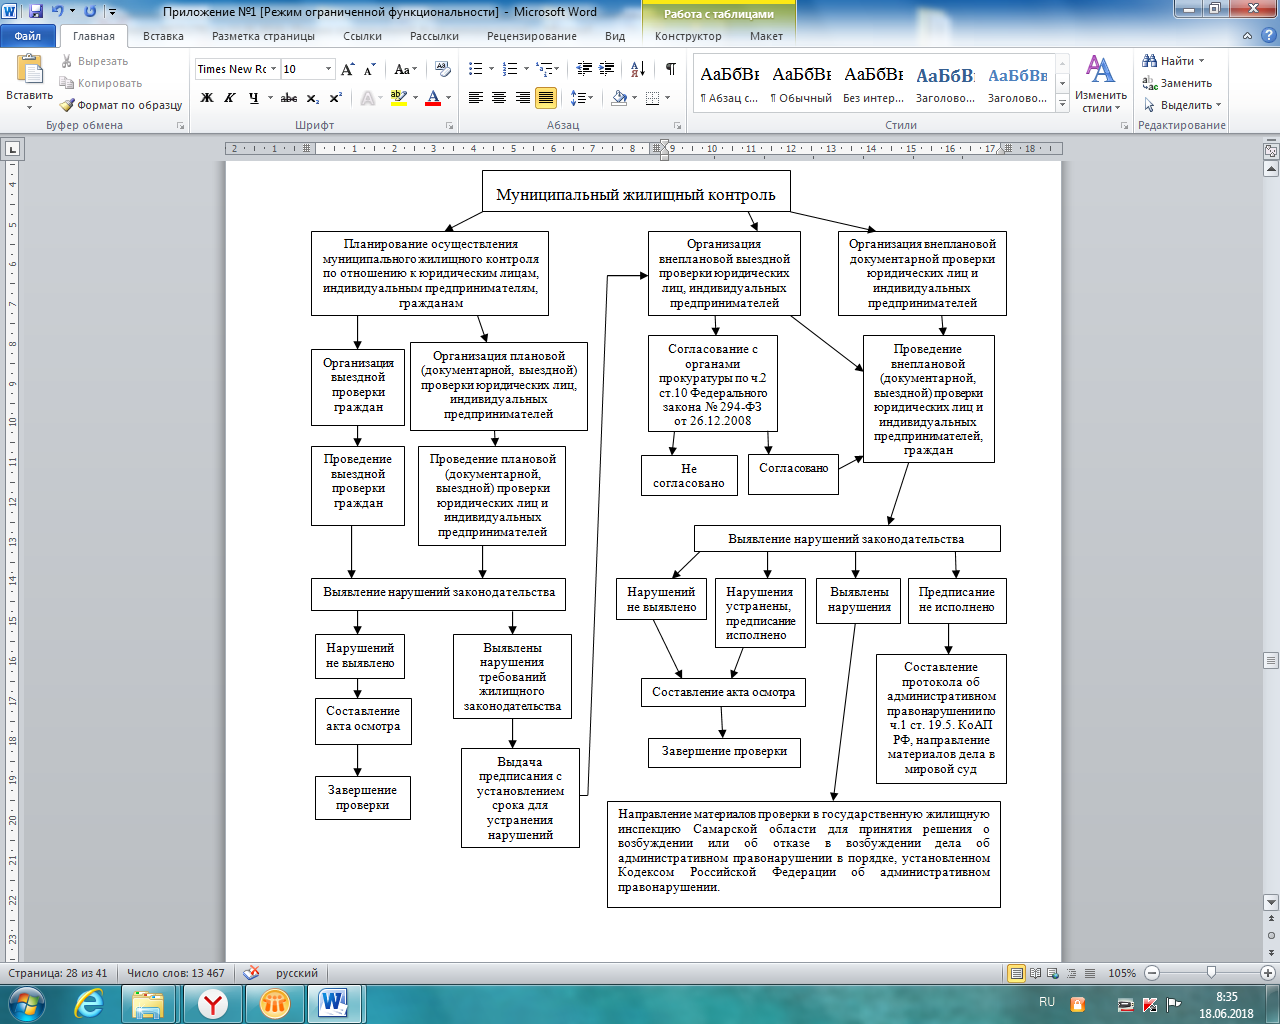 Приложение №1 [Режим ограниченной функциональности] - Microsoft Word
Работа с таблицами
Файл
Главная
Вставка
Разметка страницы
Ссылки
Рассылки
Рецензирование
Вид
Конструктор
Макет
Вставить
Вырезать
Копировать
Формат по образцу
Буфер обмена
Times New Rc
10
Шрифт
Абзац
АаБбВі
АаБбВı
АаБбВı
АаБбВ
АаБбВ
¶ Абзац с...
¶ Обычный
Без интер...
Заголово...
Заголово...
Стили
Изменить
стили
Найти
Заменить
Выделить
Редактирование
Муниципальный жилищный контроль
Планирование осуществления
муниципального жилищного контроля
по отношению к юридическим лицам,
индивидуальным предпринимателям,
гражданам
Организация
внеплановой выездной
проверки юридических
лиц, индивидуальных
предпринимателей
Организация внеплановой
документарной проверки
юридических лиц и
индивидуальных
предпринимателей
Организация
выездной
проверки
граждан
Организация плановой
(документарной, выездной)
проверки юридических лиц,
индивидуальных
предпринимателей
Согласование с
органами
прокуратуры по ч.2
ст.10 Федерального
закона № 294-ФЗ
от 26.12.2008
Проведение
внеплановой
(документарной,
выездной) проверки
юридических лиц и
индивидуальных
предпринимателей,
граждан
Проведение
выездной
проверки
граждан
Проведение плановой
(документарной,
выездной) проверки
юридических лиц и
индивидуальных
предпринимателей
Не
согласовано
Согласовано
Выявление нарушений законодательства
Выявление нарушений законодательства
Нарушений
не выявлено
Нарушения
устранены,
предписание
исполнено
Выявлены
нарушения
Предписание
не исполнено
Нарушений
не выявлено
Выявлены
нарушения
требований
жилищного
законодательства
Составление акта осмотра
Составление
протокола об
административном
правонарушении по
ч.1 ст. 19.5. КоАП
РФ, направление
материалов дела в
мировой суд
Составление
акта осмотра
Завершение проверки
Завершение
проверки
Выдача
предписания с
установлением
срока для
устранения
нарушений
Направление материалов проверки в государственную жилищную
инспекцию Самарской области для принятия решения о
возбуждении или об отказе в возбуждении дела об
административном правонарушении в порядке, установленном
Кодексом Российской Федерации об административном
правонарушении.
Страница: 28 из 41
Число слов: 13 467
русский
105%
RU
8:35
18.06.2018